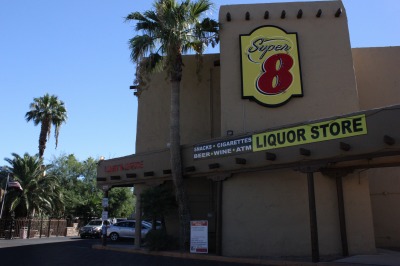 Super
8
SNACKS • CIGARETTES
BEER • WINE • ATM
LIQUOR STORE